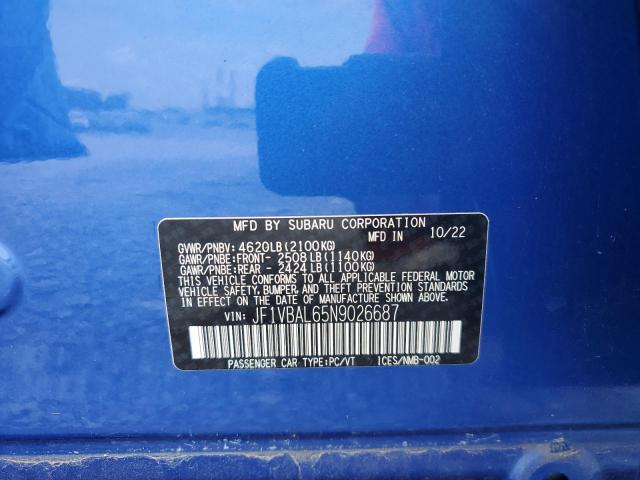 MFD BY SUBARU CORPORATION
MFD IN 10/22
GVWR/PNBV: 4620LB(2100KG)
GAWR/PNBE:FRONT- 2508LB(1140KG)
GAWR/PNBE:REAR - 2424LB(1100KG)
THIS VEHICLE CONFORMS TO ALL APPLICABLE FEDERAL MOTOR
VEHICLE SAFETY, BUMPER, AND THEFT PREVENTION STANDARDS
IN EFFECT ON THE DATE OF MANUFACTURE SHOWN ABOVE.
VIN: JF1VBAL65N9026687
PASSENGER CAR TYPE:PC/VT ICES/NMB-002